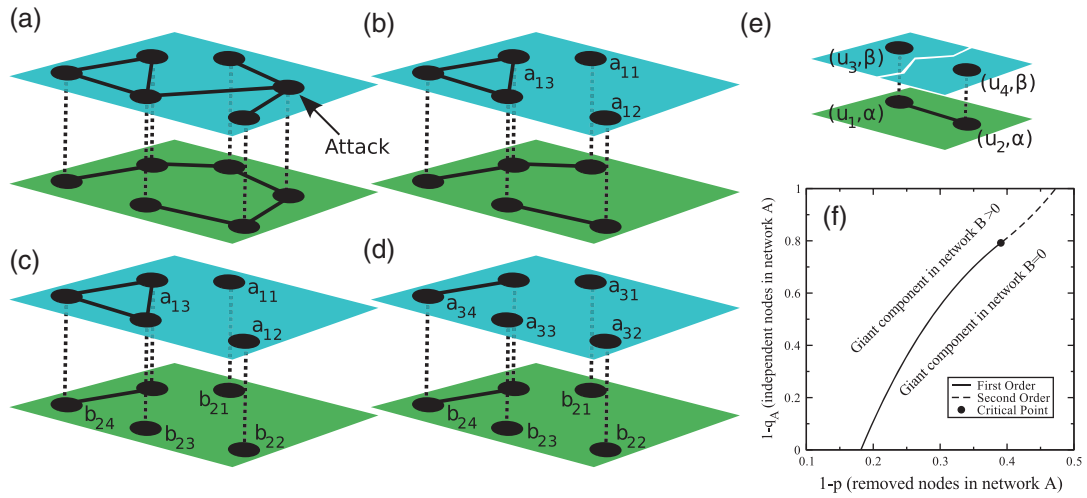 (a)
Attack
(b)
a13
a11
a12
(c)
a13
a11
a12
b21
b24
b23
b22
(d)
a31
a34
a33
a32
b21
b24
b23
b22
(e)
(u3,β)
(u4,β)
(u1,α)
(u2,α)
(f)
1-qA (independent nodes in network A)
1
0.8
0.6
0.4
0.2
0
Giant component in network B >0
Giant component in network B=0
First Order
Second Order
Critical Point
0.1
0.2
0.3
0.4
0.5
1-p (removed nodes in network A)